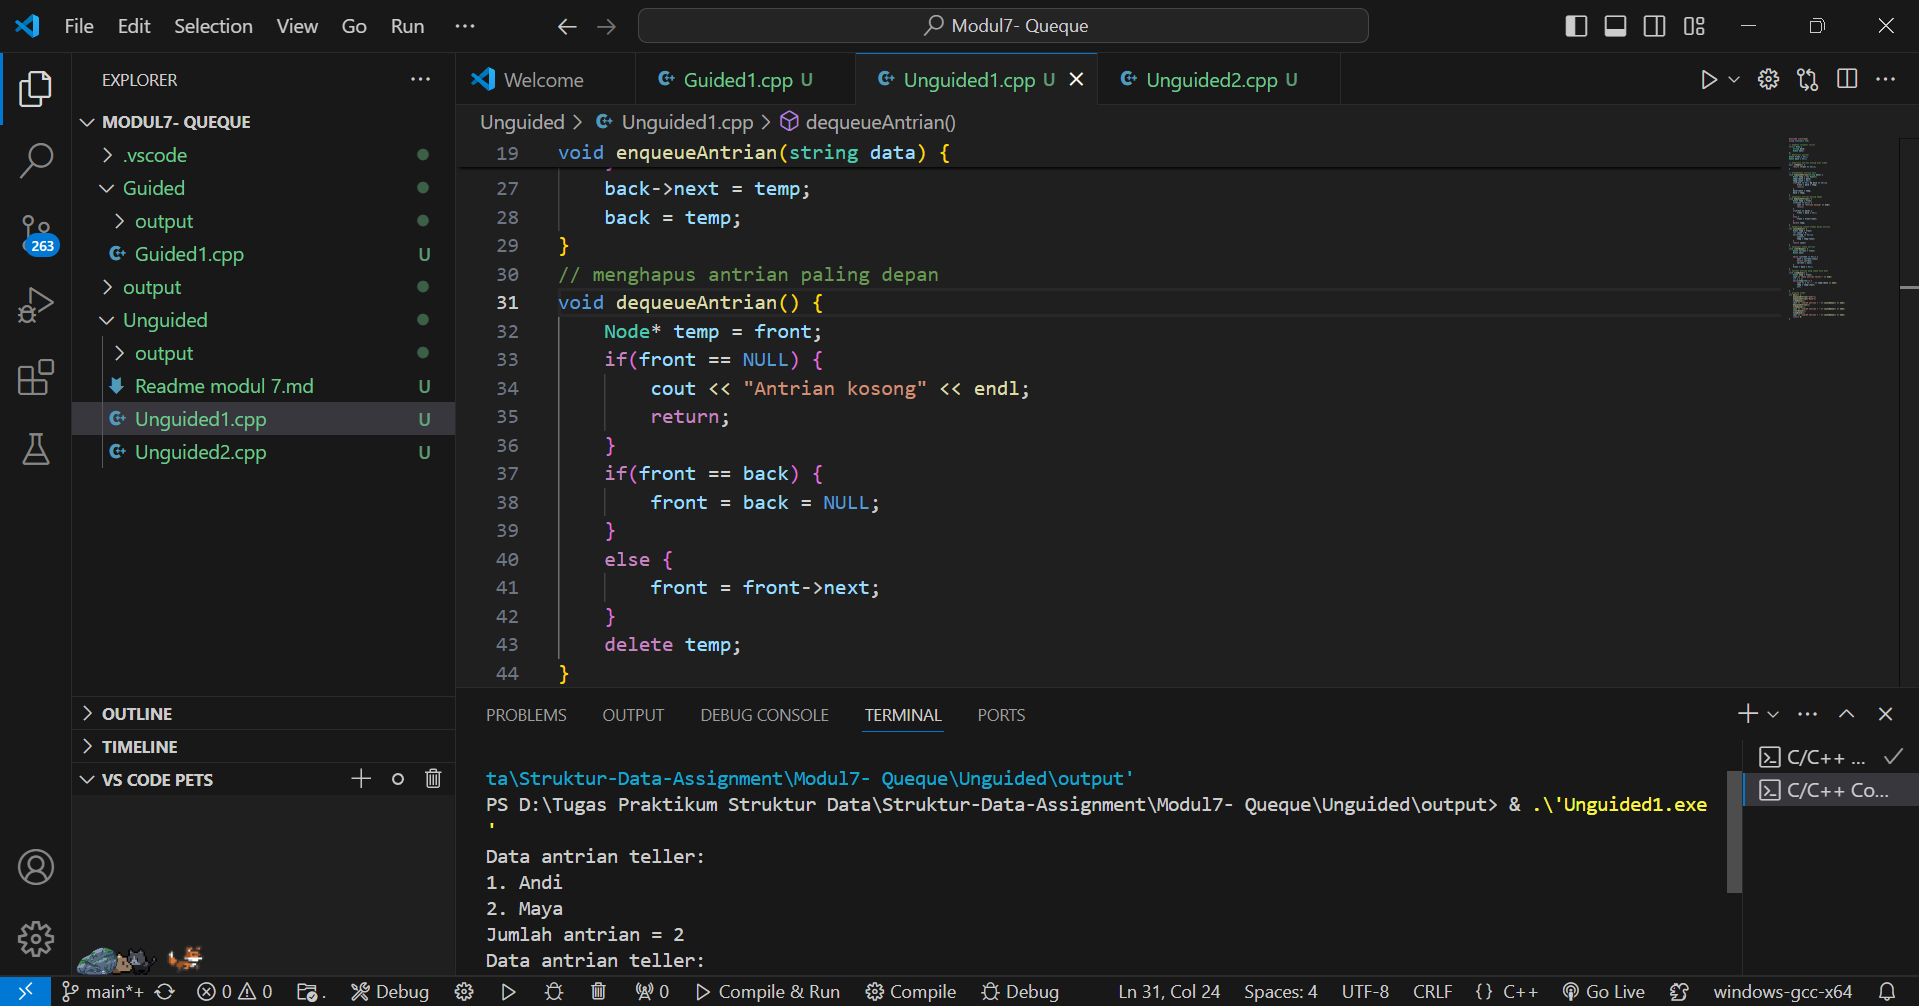 File Edit Selection View Go Run ··· Modul7- Queque
EXPLORER
MODUL7- QUEQUE
.vscode
Guided
output
Guided1.cpp U
output
Unguided
output
Readme modul 7.md U
Unguided1.cpp U
Unguided2.cpp U
OUTLINE
TIMELINE
VS CODE PETS
263
Welcome Guided1.cpp U Unguided1.cpp U Unguided2.cpp U
Unguided > Unguided1.cpp > dequeueAntrian()
19 void enqueueAntrian(string data) {
27 back->next = temp;
28 back = temp;
29 }
30 // menghapus antrian paling depan
31 void dequeueAntrian() {
32 Node* temp = front;
33 if(front == NULL) {
34 cout << "Antrian kosong" << endl;
35 return;
36 }
37 if(front == back) {
38 front = back = NULL;
39 }
40 else {
41 front = front->next;
42 }
43 delete temp;
44 }
PROBLEMS OUTPUT DEBUG CONSOLE TERMINAL PORTS
ta\Struktur-Data-Assignment\Modul7- Queque\Unguided\output'
PS D:\Tugas Praktikum Struktur Data\Struktur-Data-Assignment\Modul7- Queque\Unguided\output> & .\'Unguided1.exe
'
Data antrian teller:
1. Andi
2. Maya
Jumlah antrian = 2
Data antrian teller:
C/C++ ...
C/C++ Co...
main*+ 0 0 Debug 0 Compile & Run Compile Debug Ln 31, Col 24 Spaces: 4 UTF-8 CRLF {} C++ Go Live windows-gcc-x64